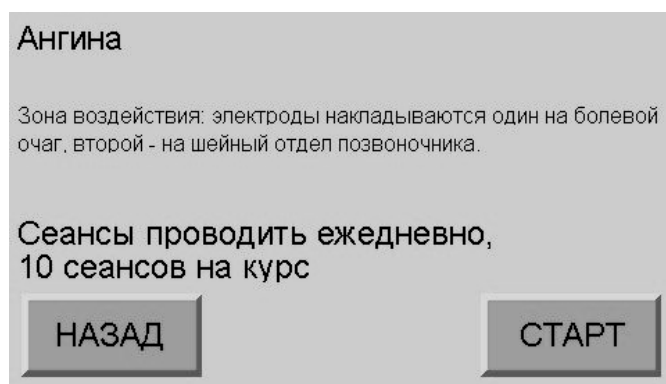 Ангина
Зона воздействия: электроды накладываются один на болевой
очаг, второй - на шейный отдел позвоночника.
Сеансы проводить ежедневно,
10 сеансов на курс
НАЗАД
СТАРТ